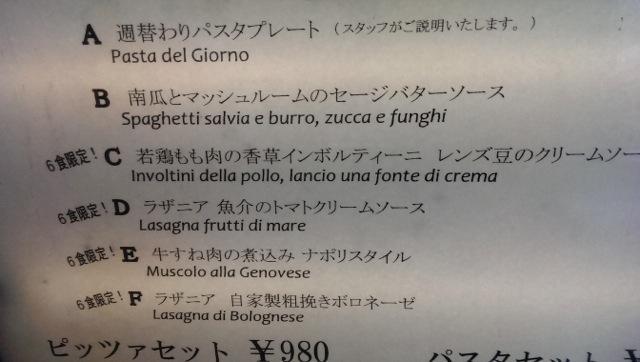 A 週替わりパスタプレート (スタッフがご説明いたします。)
Pasta del Giorno
B 南瓜とマッシュルームのセージバターソース
Spaghetti salvia e burro, zucca e funghi
6食限定! C 若鶏もも肉の香草インボルティーニ レンズ豆のクリームソー
Involtini della pollo, lancio una fonte di crema
6食限定! D ラザニア 魚介のトマトクリームソース
Lasagna frutti di mare
6食限定! E 牛すね肉の煮込み ナポリスタイル
Muscolo alla Genovese
6食限定! F ラザニア 自家製粗挽きボロネーゼ
Lasagna di Bolognese
ピッツァセット ¥980 パスタセット ¥